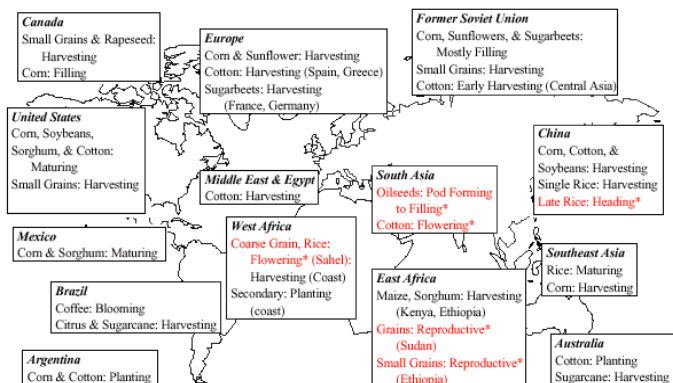 Canada
Small Grains & Rapeseed:
Harvesting
Corn: Filling
Europe
Corn & Sunflower: Harvesting
Cotton: Harvesting (Spain, Greece)
Sugarbeets: Harvesting
(France, Germany)
Former Soviet Union
Corn, Sunflowers, & Sugarbeets:
Mostly Filling
Small Grains: Harvesting
Cotton: Early Harvesting (Central Asia)
United States
Corn, Soybeans,
Sorghum, & Cotton:
Maturing
Small Grains: Harvesting
Middle East & Egypt
Cotton: Harvesting
South Asia
Oilseeds: Pod Forming
to Filling*
Cotton: Flowering*
China
Corn, Cotton, &
Soybeans: Harvesting
Single Rice: Harvesting
Late Rice: Heading*
Mexico
Corn & Sorghum: Maturing
West Africa
Coarse Grain, Rice:
Flowering* (Sahel):
Harvesting (Coast)
Secondary: Planting
(coast)
Southeast Asia
Rice: Maturing
Corn: Harvesting
Brazil
Coffee: Blooming
Citrus & Sugarcane: Harvesting
East Africa
Maize, Sorghum: Harvesting
(Kenya, Ethiopia)
Grains: Reproductive*
(Sudan)
Small Grains: Reproductive*
(Ethiopia)
Argentina
Corn & Cotton: Planting
Australia
Cotton: Planting
Sugarcane: Harvesting